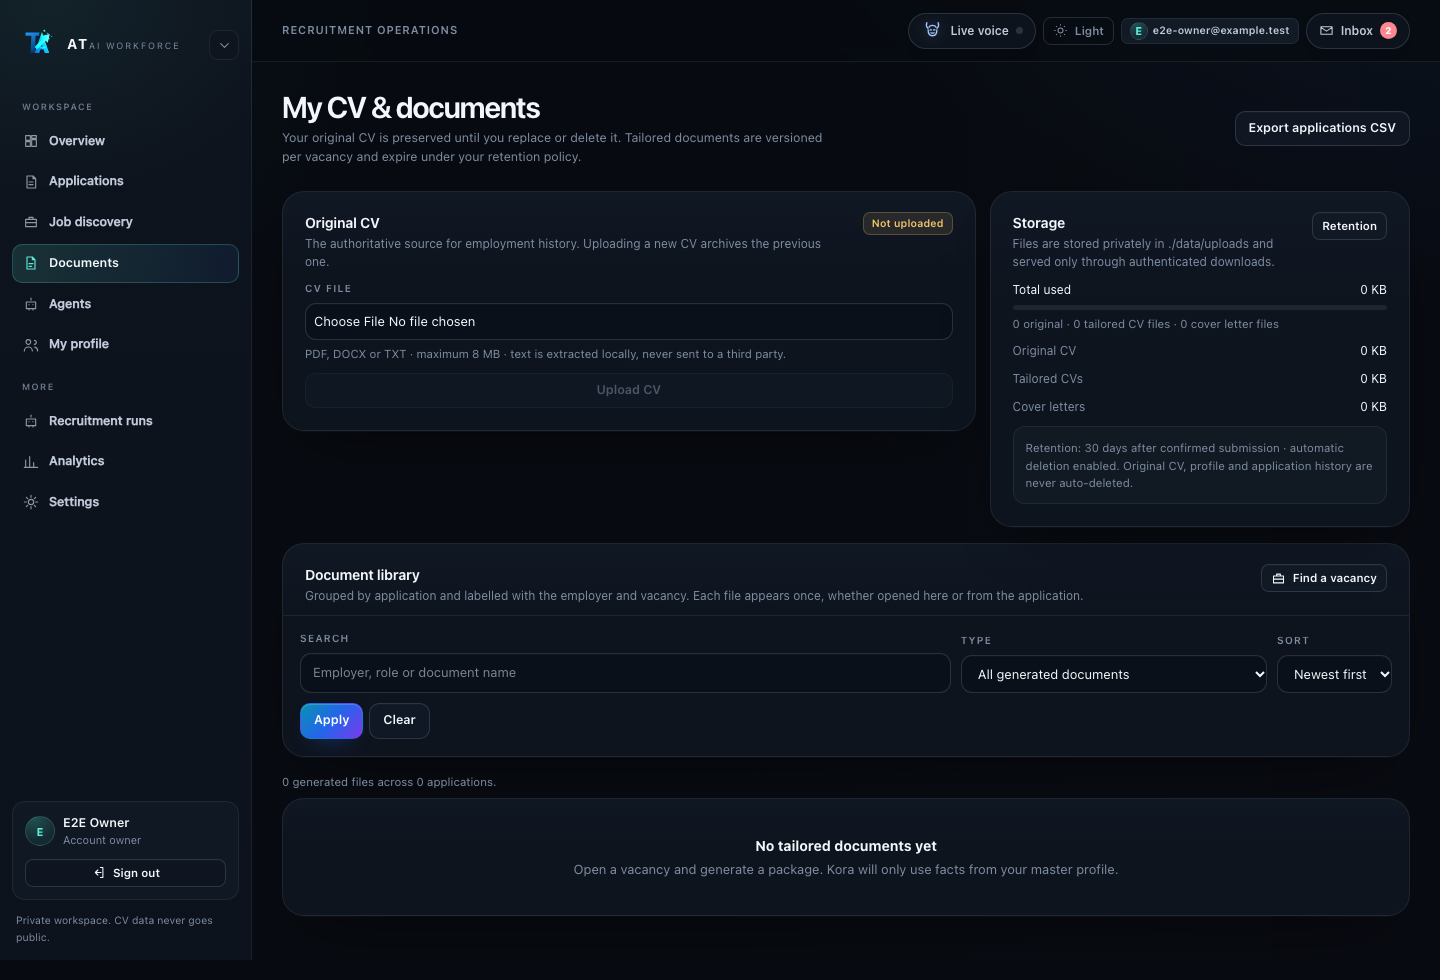 AT AI WORKFORCE
RECRUITMENT OPERATIONS
Live voice
Light
E e2e-owner@example.test
Inbox 2
WORKSPACE
Overview
Applications
Job discovery
Documents
Agents
My profile
MORE
Recruitment runs
Analytics
Settings
E
E2E Owner
Account owner
Sign out
Private workspace. CV data never goes
public.
My CV & documents
Your original CV is preserved until you replace or delete it. Tailored documents are versioned
per vacancy and expire under your retention policy.
Export applications CSV
Original CV
Not uploaded
The authoritative source for employment history. Uploading a new CV archives the previous
one.
CV FILE
Choose File No file chosen
PDF, DOCX or TXT · maximum 8 MB · text is extracted locally, never sent to a third party.
Upload CV
Storage
Retention
Files are stored privately in ./data/uploads and
served only through authenticated downloads.
Total used 0 KB
0 original · 0 tailored CV files · 0 cover letter files
Original CV 0 KB
Tailored CVs 0 KB
Cover letters 0 KB
Retention: 30 days after confirmed submission · automatic
deletion enabled. Original CV, profile and application history are
never auto-deleted.
Document library
Find a vacancy
Grouped by application and labelled with the employer and vacancy. Each file appears once, whether opened here or from the application.
SEARCH
Employer, role or document name
TYPE
All generated documents
SORT
Newest first
Apply
Clear
0 generated files across 0 applications.
No tailored documents yet
Open a vacancy and generate a package. Kora will only use facts from your master profile.